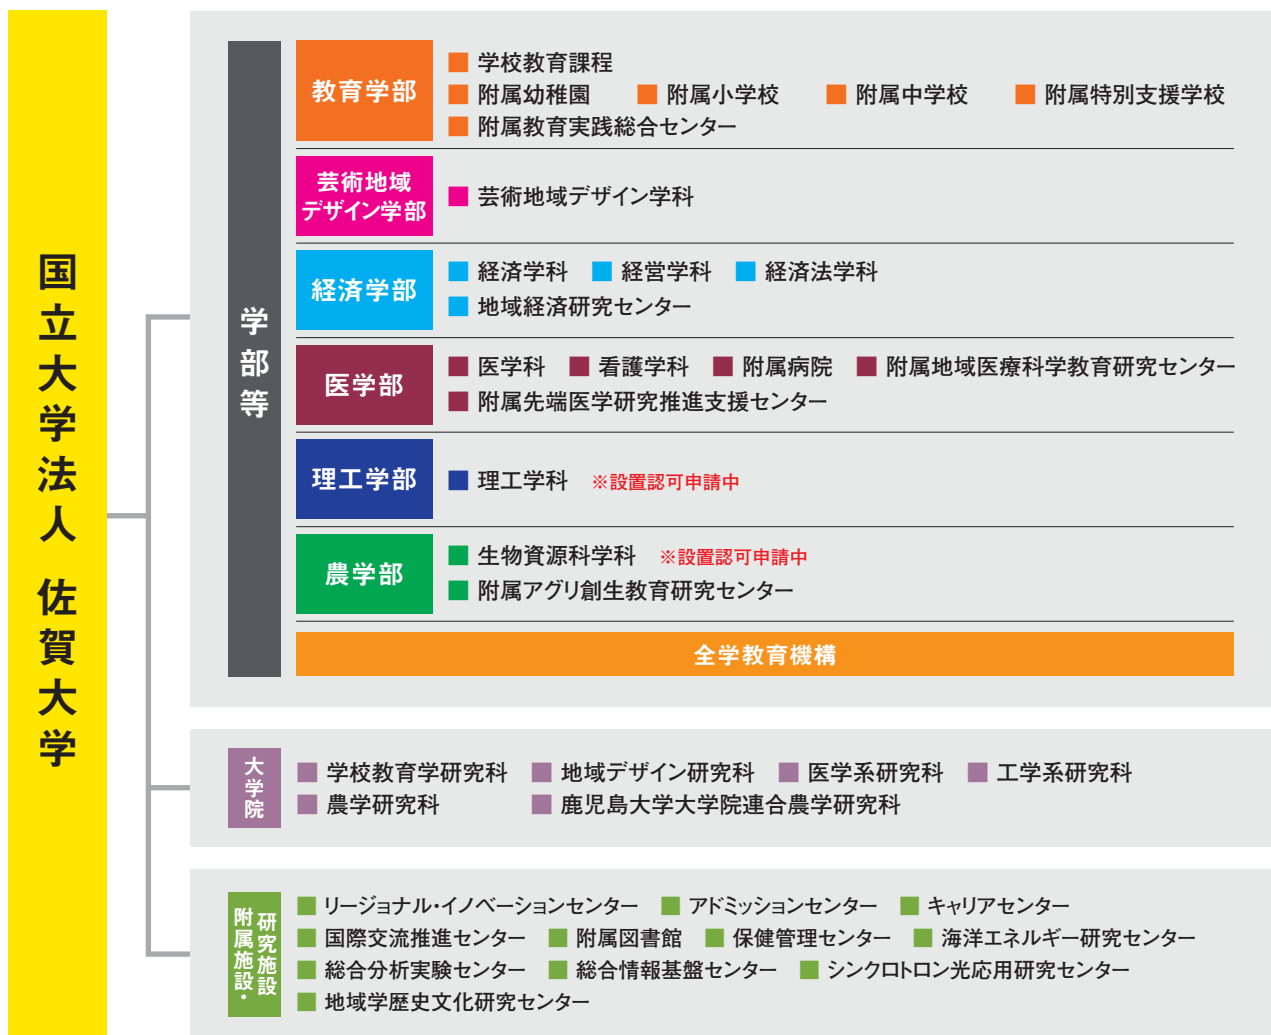 国立大学法人 佐賀大学
学部等
教育学部
■ 学校教育課程
■ 附属幼稚園 ■ 附属小学校 ■ 附属中学校 ■ 附属特別支援学校
■ 附属教育実践総合センター
芸術地域
デザイン学部
■ 芸術地域デザイン学科
経済学部
■ 経済学科 ■ 経営学科 ■ 経済法学科
■ 地域経済研究センター
医学部
■ 医学科 ■ 看護学科 ■ 附属病院 ■ 附属地域医療科学教育研究センター
■ 附属先端医学研究推進支援センター
理工学部
■ 理工学科 ※設置認可申請中
農学部
■ 生物資源科学科 ※設置認可申請中
■ 附属アグリ創生教育研究センター
全学教育機構
大学院
■ 学校教育学研究科 ■ 地域デザイン研究科 ■ 医学系研究科 ■ 工学系研究科
■ 農学研究科 ■ 鹿児島大学大学院連合農学研究科
研究施設
附属施設・
■ リージョナル・イノベーションセンター ■ アドミッションセンター ■ キャリアセンター
■ 国際交流推進センター ■ 附属図書館 ■ 保健管理センター ■ 海洋エネルギー研究センター
■ 総合分析実験センター ■ 総合情報基盤センター ■ シンクロトロン光応用研究センター
■ 地域学歴史文化研究センター